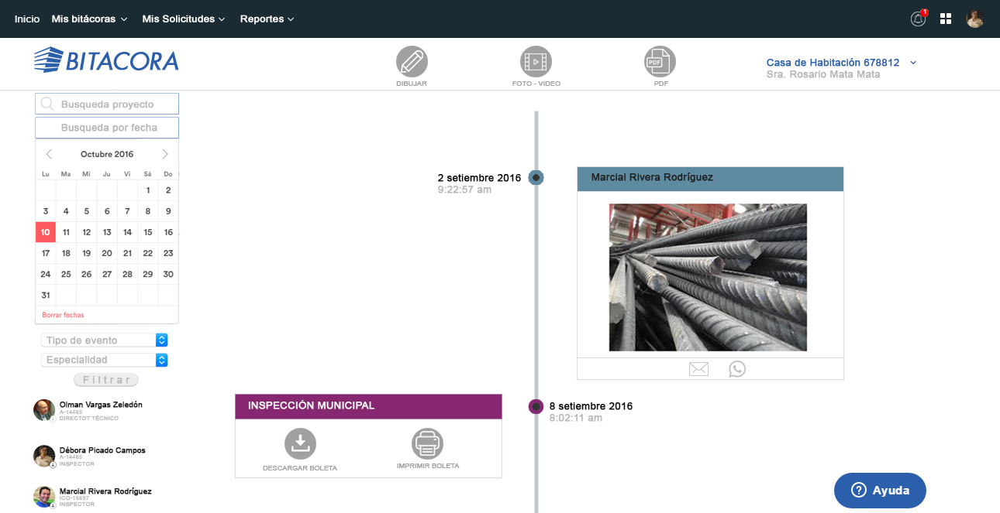 Inicio Mis bitácoras Mis Solicitudes Reportes 1
BITACORA
DIBUJAR FOTO - VIDEO PDF PDF
Casa de Habitación 678812
Sra. Rosario Mata Mata
Busqueda proyecto
Busqueda por fecha
Octubre 2016
Lu Ma Mi Ju Vi Sá Do
1 2
3 4 5 6 7 8 9
10 11 12 13 14 15 16
17 18 19 20 21 22 23
24 25 26 27 28 29 30
31
Borrar fechas
Tipo de evento
Especialidad
Filtrar
Olman Vargas Zeledón
A-14465
DIRECTOT TÉCNICO
Débora Picado Campos
A-14465
INSPECTOR
Marcial Rivera Rodríguez
ICO-15637
INSPECTOR
2 setiembre 2016
9:22:57 am
Marcial Rivera Rodríguez
INSPECCIÓN MUNICIPAL
DESCARGAR BOLETA IMPRIMIR BOLETA
8 setiembre 2016
8:02:11 am
? Ayuda